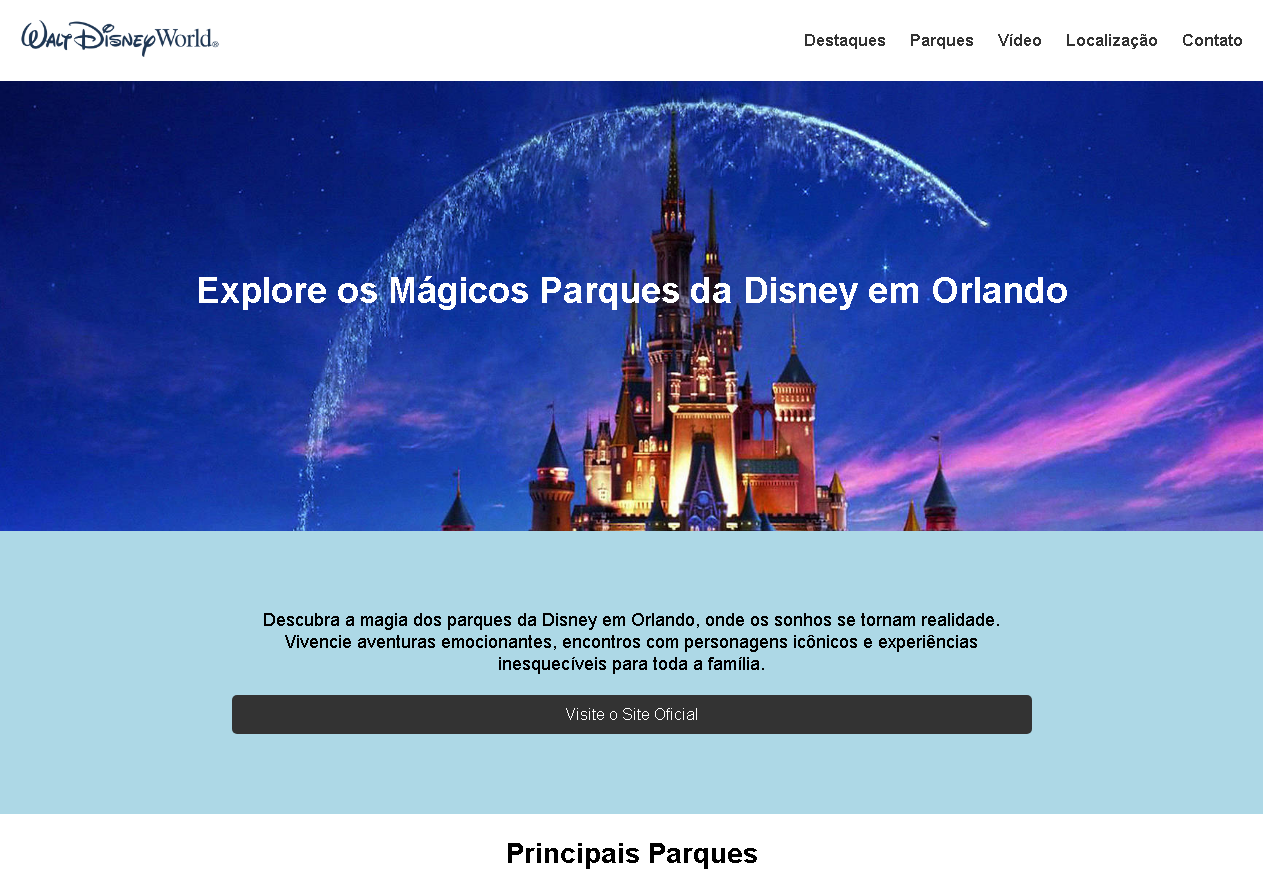 Walt Disney World®
Destaques Parques Vídeo Localização Contato
Explore os Mágicos Parques da Disney em Orlando
Descubra a magia dos parques da Disney em Orlando, onde os sonhos se tornam realidade.
Vivencie aventuras emocionantes, encontros com personagens icônicos e experiências
inesquecíveis para toda a família.
Visite o Site Oficial
Principais Parques